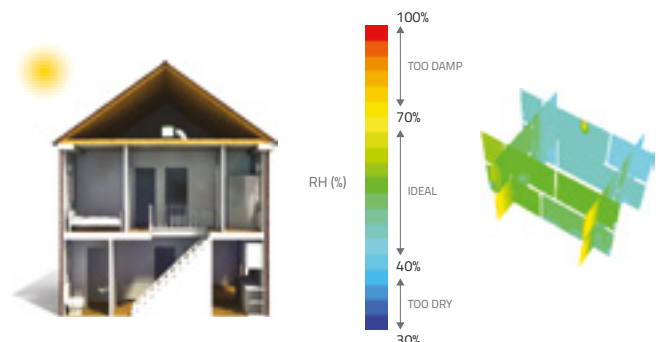 100%
TOO DAMP
70%
RH (%)
IDEAL
40%
TOO DRY
30%